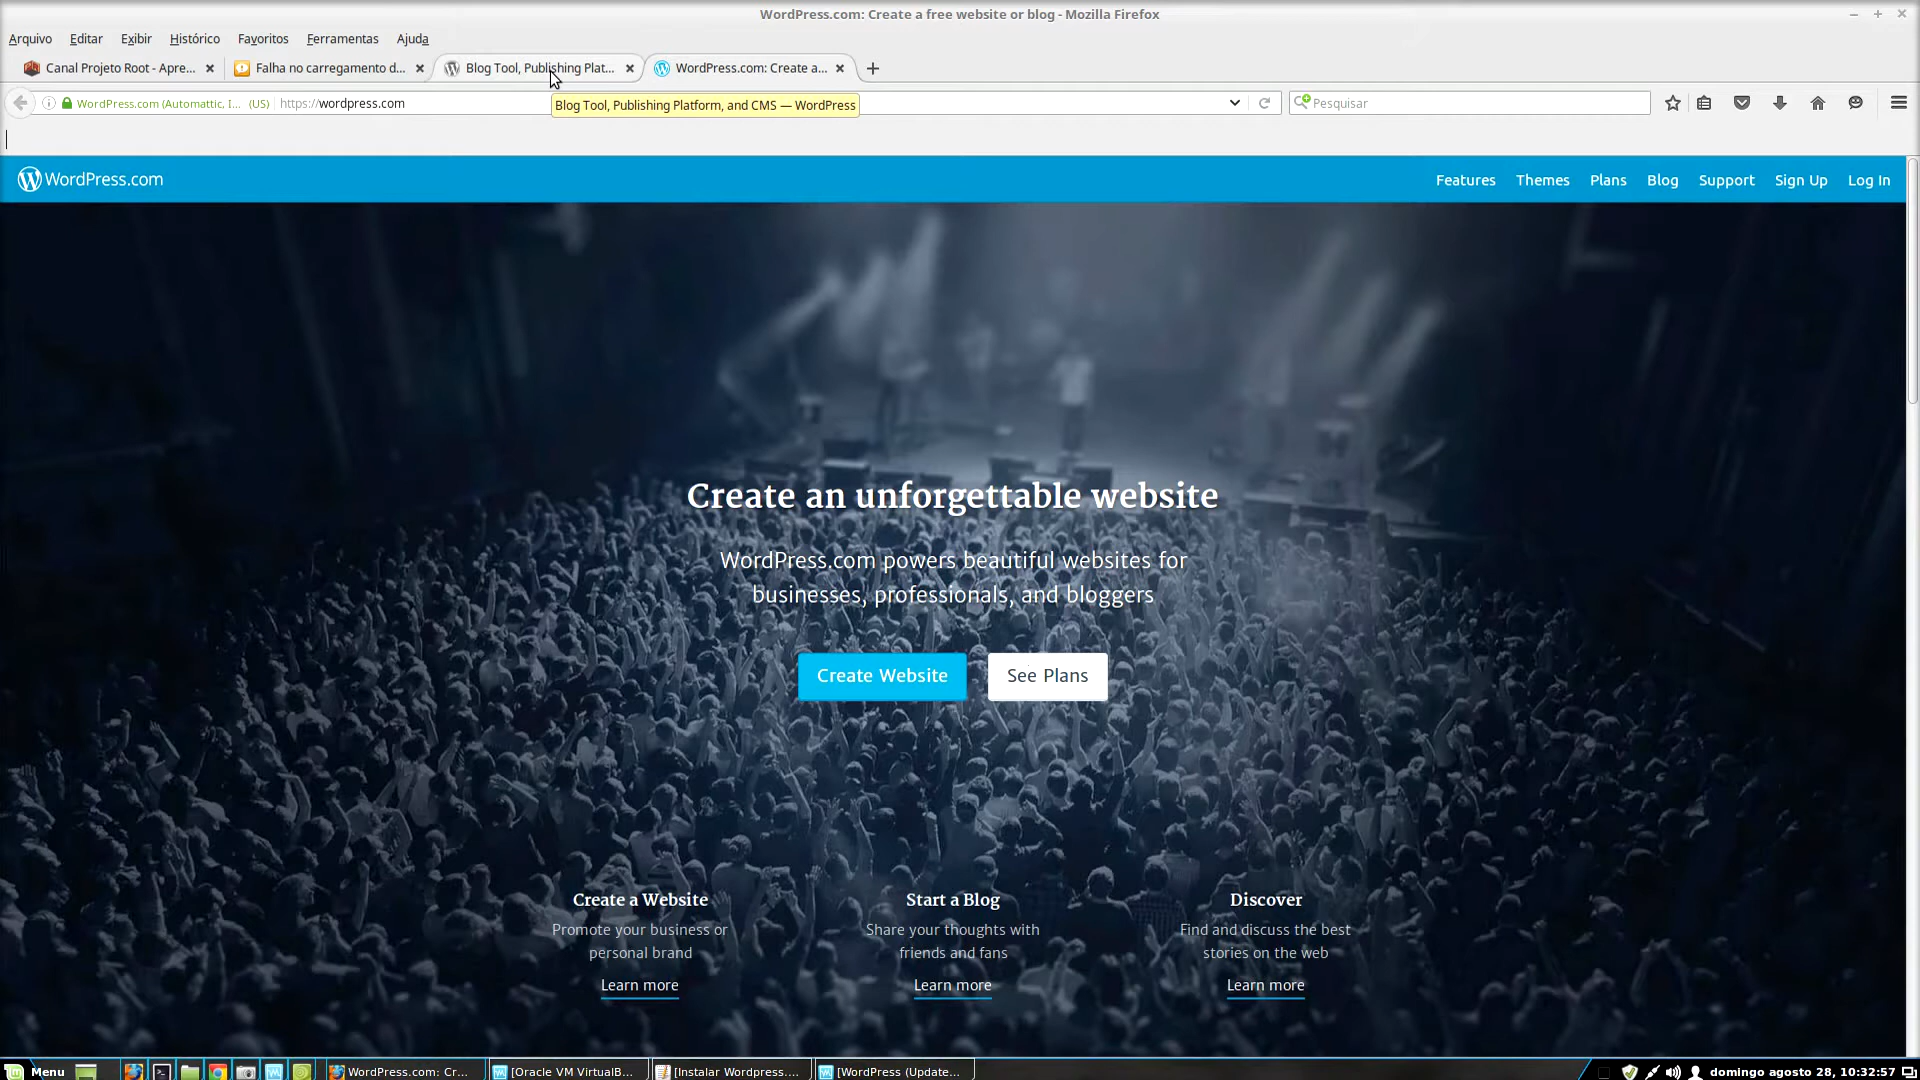 WordPress.com: Create a free website or blog - Mozilla Firefox
Arquivo Editar Exibir Histórico Favoritos Ferramentas Ajuda
Canal Projeto Root - Apre... Falha no carregamento d... Blog Tool, Publishing Plat... WordPress.com: Create a...
WordPress.com (Automattic, I... (US) https://wordpress.com Pesquisar
Blog Tool, Publishing Platform, and CMS — WordPress
WordPress.com Features Themes Plans Blog Support Sign Up Log In
Create an unforgettable website
WordPress.com powers beautiful websites for
businesses, professionals, and bloggers
Create Website See Plans
Create a Website
Promote your business or
personal brand
Learn more
Start a Blog
Share your thoughts with
friends and fans
Learn more
Discover
Find and discuss the best
stories on the web
Learn more
Menu WordPress.com: Cr... [Oracle VM VirtualB... [Instalar Wordpress.... [WordPress (Update... domingo agosto 28, 10:32:57